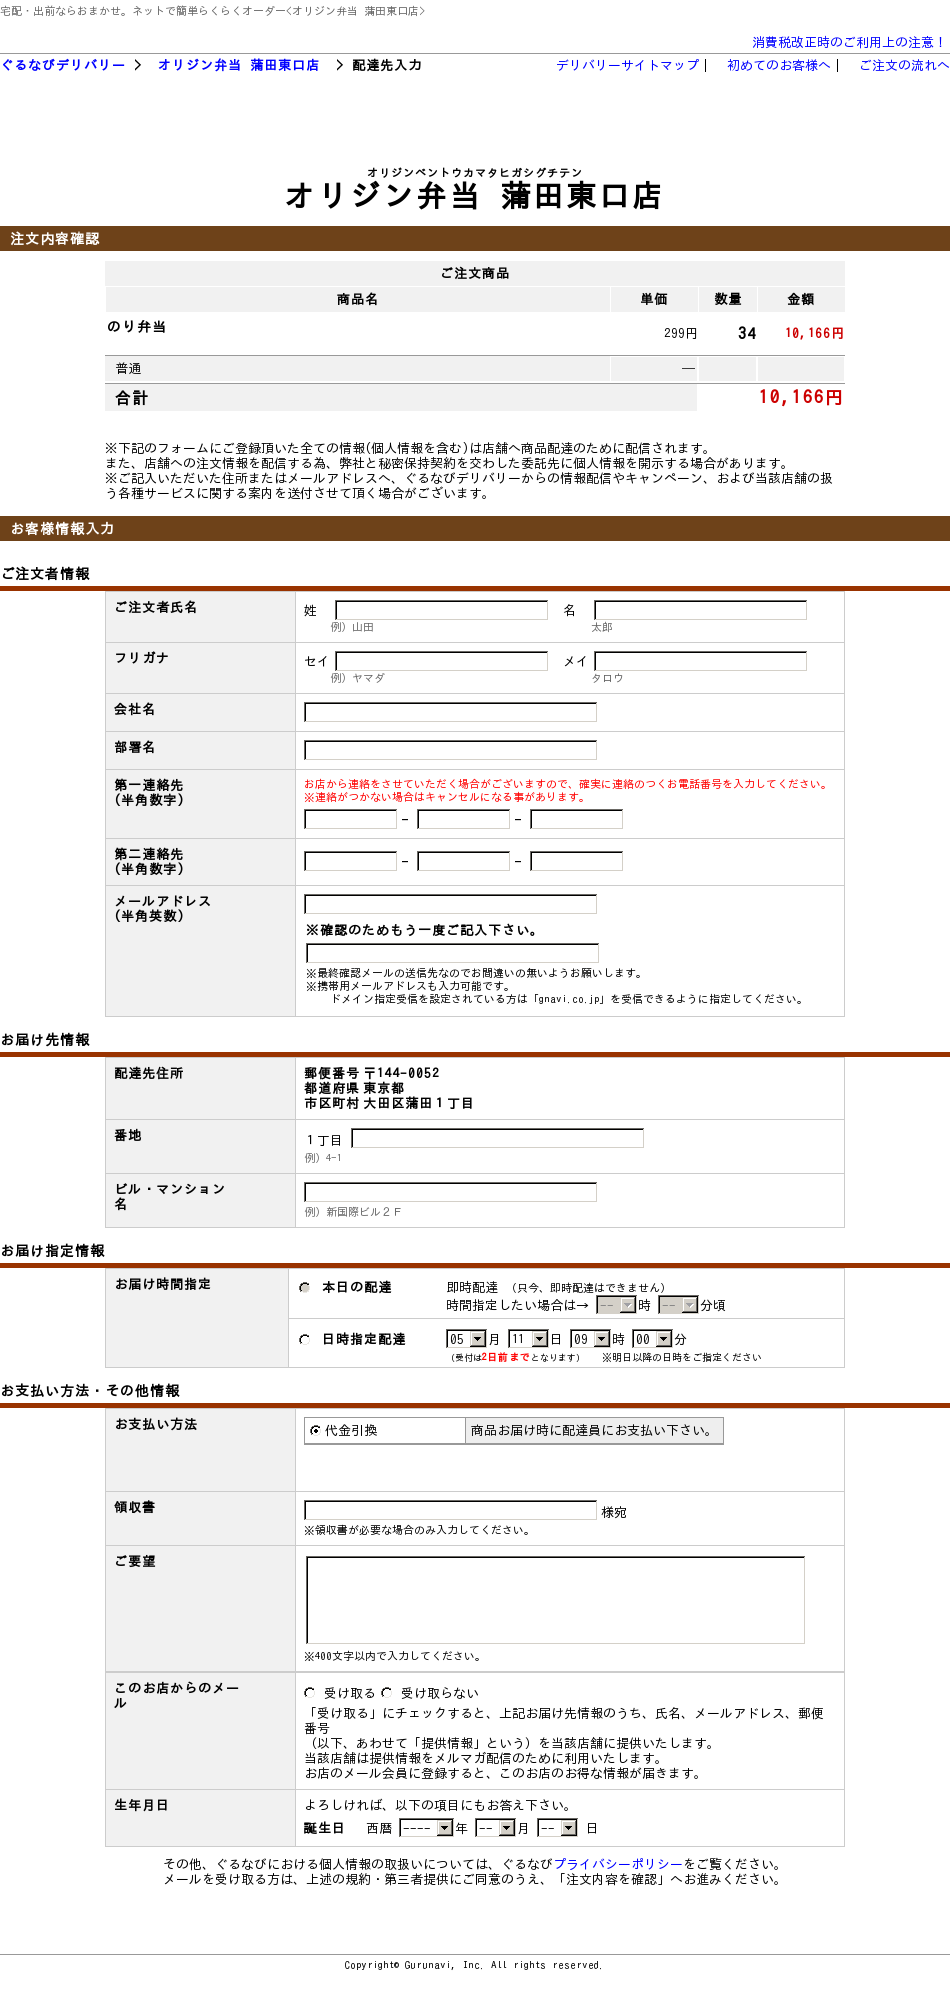 宅配・出前ならおまかせ。ネットで簡単らくらくオーダー<オリジン弁当 蒲田東口店>
消費税改正時のご利用上の注意！
ぐるなびデリバリー > オリジン弁当 蒲田東口店 > 配達先入力 デリバリーサイトマップ | 初めてのお客様へ | ご注文の流れへ
オリジンベントウカマタヒガシグチテン
オリジン弁当 蒲田東口店
注文内容確認
ご注文商品
商品名 単価 数量 金額
のり弁当 299円 34 10,166円
普通 ―
合計 10,166円
※下記のフォームにご登録頂いた全ての情報(個人情報を含む)は店舗へ商品配達のために配信されます。
また、店舗への注文情報を配信する為、弊社と秘密保持契約を交わした委託先に個人情報を開示する場合があります。
※ご記入いただいた住所またはメールアドレスへ、ぐるなびデリバリーからの情報配信やキャンペーン、および当該店舗の扱
う各種サービスに関する案内を送付させて頂く場合がございます。
お客様情報入力
ご注文者情報
ご注文者氏名 姓 名
例) 山田 太郎
フリガナ セイ メイ
例) ヤマダ タロウ
会社名
部署名
第一連絡先
(半角数字)
お店から連絡をさせていただく場合がございますので、確実に連絡のつくお電話番号を入力してください。
※連絡がつかない場合はキャンセルになる事があります。
- -
第二連絡先
(半角数字)
- -
メールアドレス
(半角英数)
※確認のためもう一度ご記入下さい。
※最終確認メールの送信先なのでお間違いの無いようお願いします。
※携帯用メールアドレスも入力可能です。
ドメイン指定受信を設定されている方は「gnavi.co.jp」を受信できるように指定してください。
お届け先情報
配達先住所 郵便番号 〒144-0052
都道府県 東京都
市区町村 大田区蒲田１丁目
番地 １丁目
例) 4-1
ビル・マンション
名
例) 新国際ビル２Ｆ
お届け指定情報
お届け時間指定 本日の配達 即時配達 (只今、即時配達はできません)
時間指定したい場合は→ -- 時 -- 分頃
日時指定配達 05 月 11 日 09 時 00 分
(受付は2日前までとなります) ※明日以降の日時をご指定ください
お支払い方法・その他情報
お支払い方法 代金引換 商品お届け時に配達員にお支払い下さい。
領収書 様宛
※領収書が必要な場合のみ入力してください。
ご要望
※400文字以内で入力してください。
このお店からのメー
ル
受け取る 受け取らない
「受け取る」にチェックすると、上記お届け先情報のうち、氏名、メールアドレス、郵便
番号
（以下、あわせて「提供情報」という）を当該店舗に提供いたします。
当該店舗は提供情報をメルマガ配信のために利用いたします。
お店のメール会員に登録すると、このお店のお得な情報が届きます。
生年月日 よろしければ、以下の項目にもお答え下さい。
誕生日 西暦 ---- 年 -- 月 -- 日
その他、ぐるなびにおける個人情報の取扱いについては、ぐるなびプライバシーポリシーをご覧ください。
メールを受け取る方は、上述の規約・第三者提供にご同意のうえ、「注文内容を確認」へお進みください。
Copyright© Gurunavi, Inc. All rights reserved.